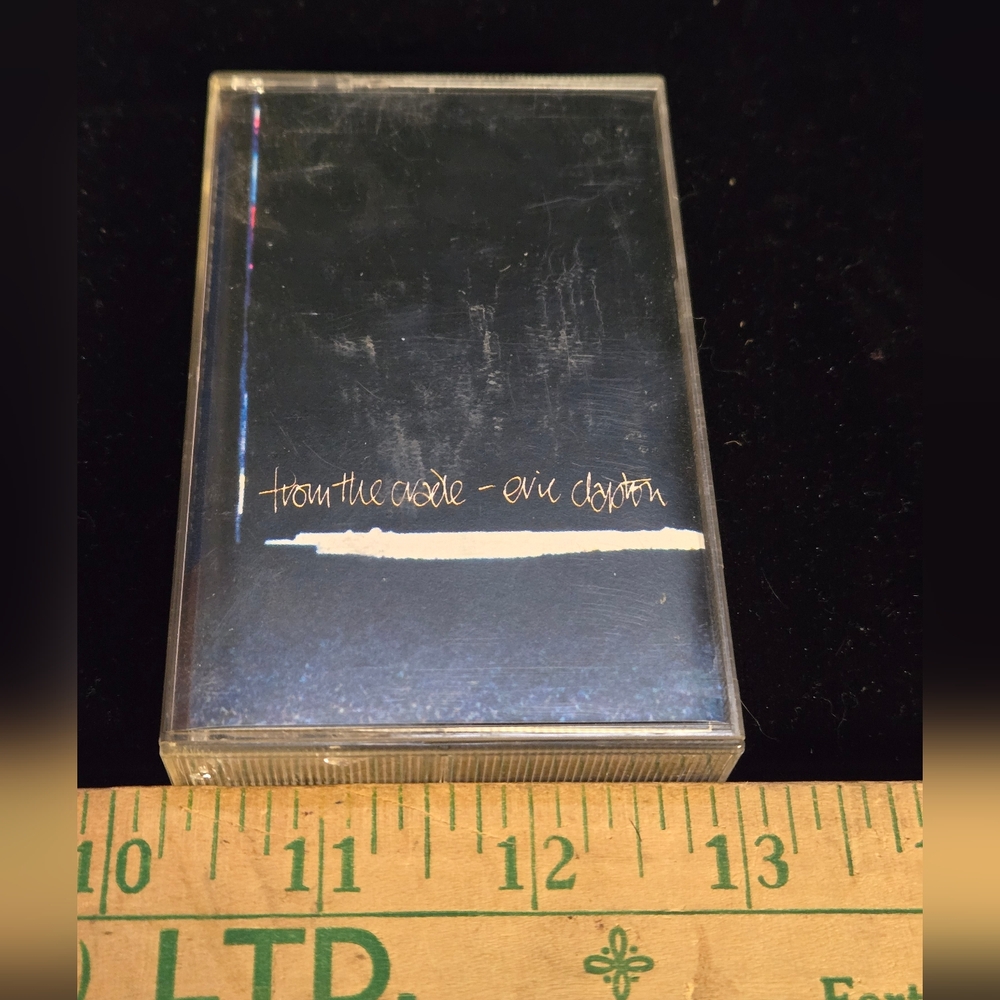 from the cradle - eric clapton
10 11 12 13
LTD.